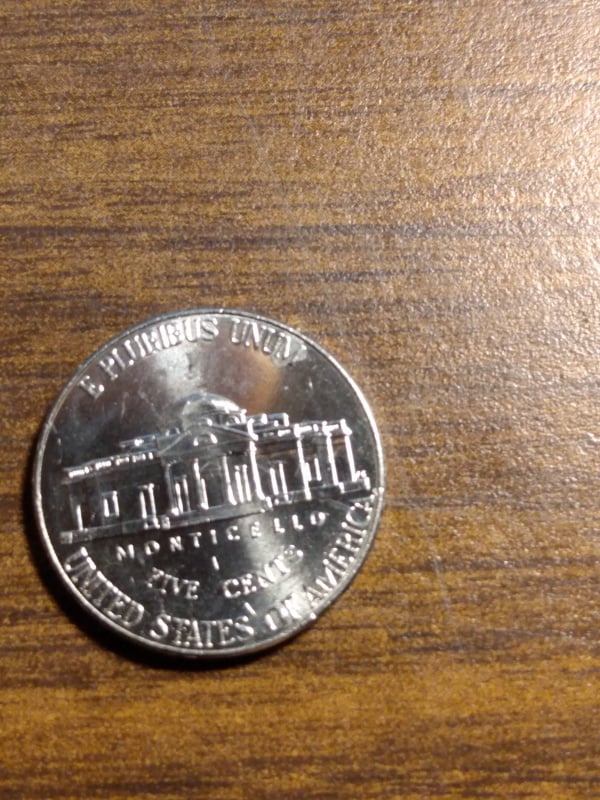 E PLURIBUS UNUM
MONTICELLO
FIVE CENTS
UNITED STATES OF AMERICA